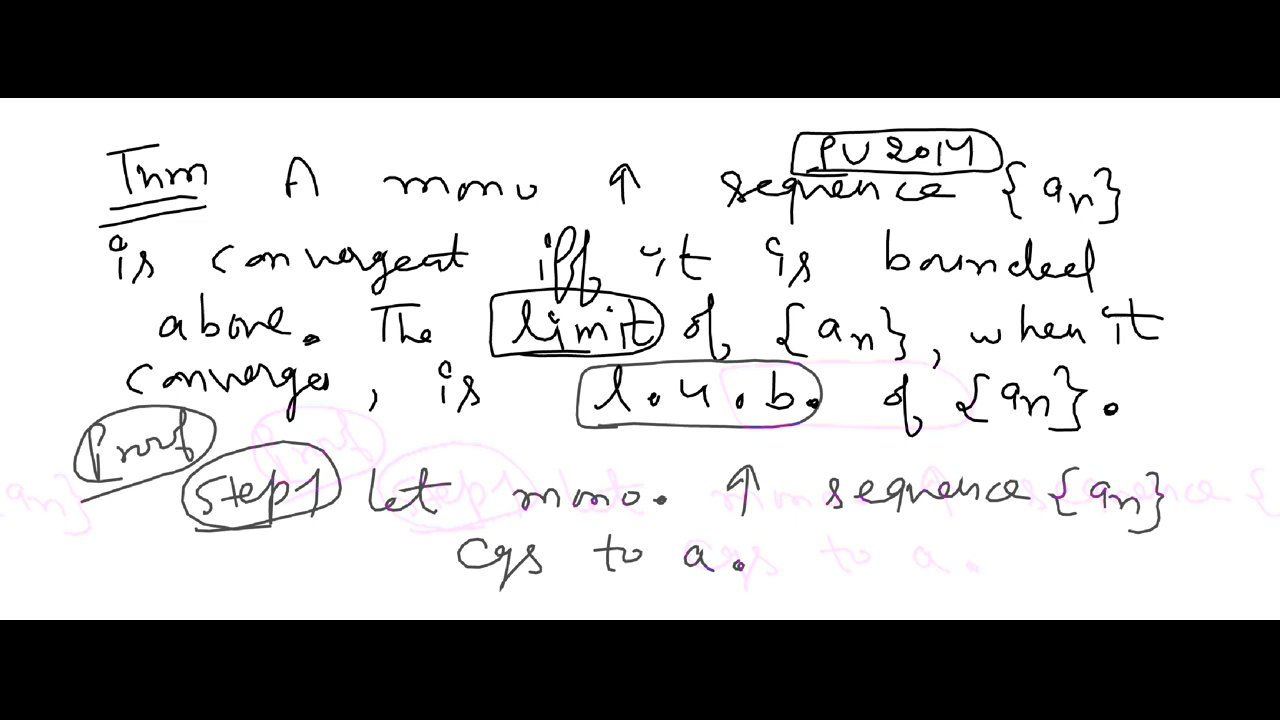 PU 2014
Thm A mono ↑ sequence {an}
is convergent iff it is bounded
above. The limit of {an}, when it
converges, is l.u.b. of {an}.
Proof
Step1 Let mono. ↑ sequence {an}
Cgs to a.